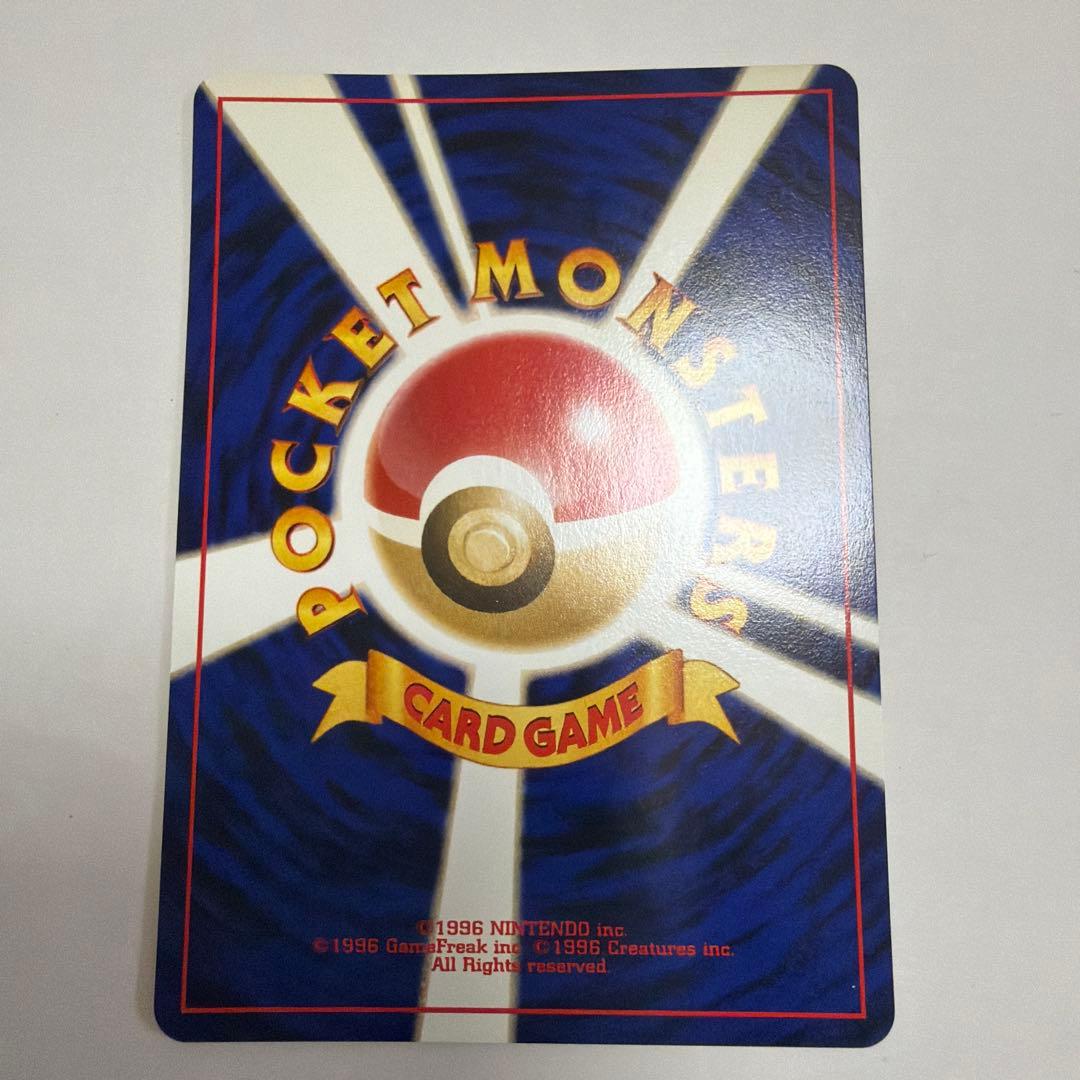 POCKET MONSTERS
CARD GAME
©1996 NINTENDO inc.
©1996 GameFreak inc. ©1996 Creatures inc.
All Rights reserved.